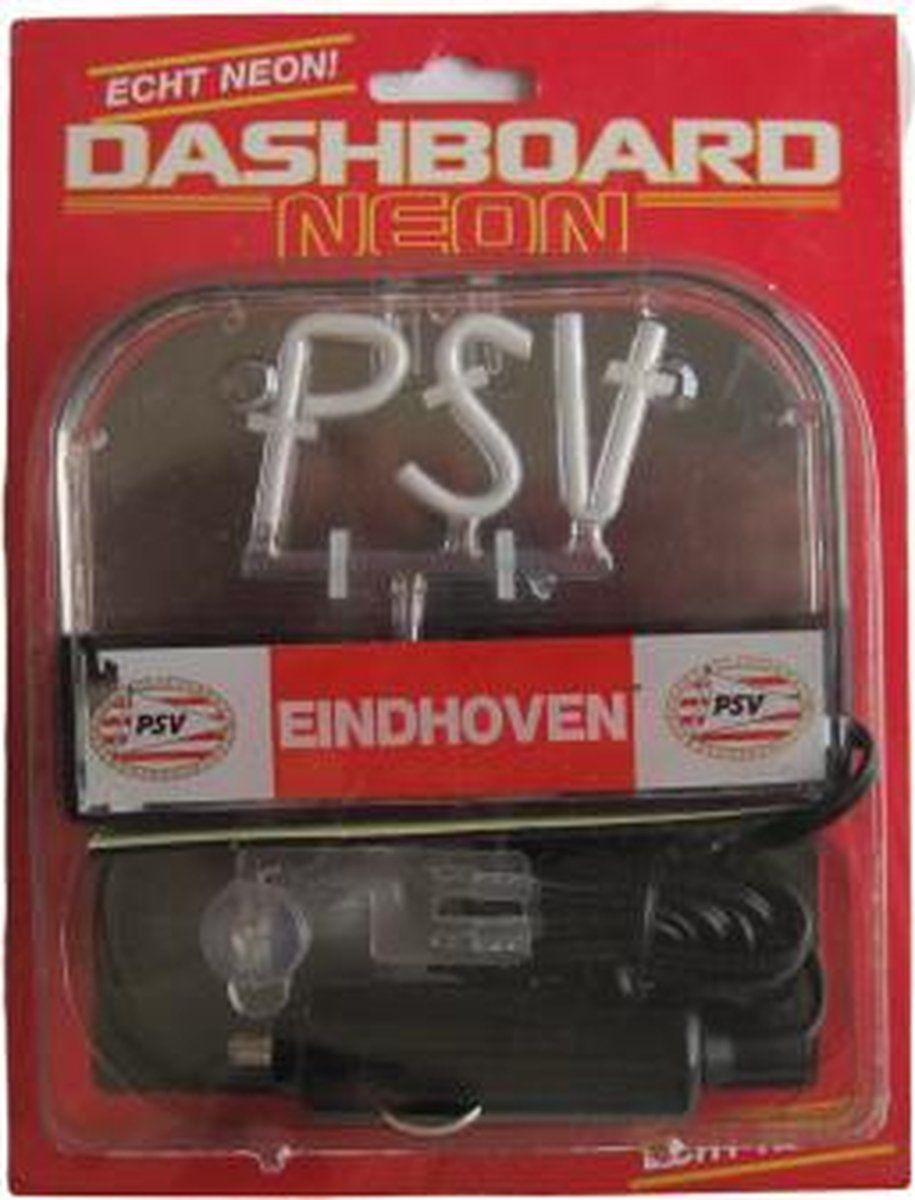 ECHT NEON!
DASHBOARD
NEON
PSV
PSV
EINDHOVEN
PSV